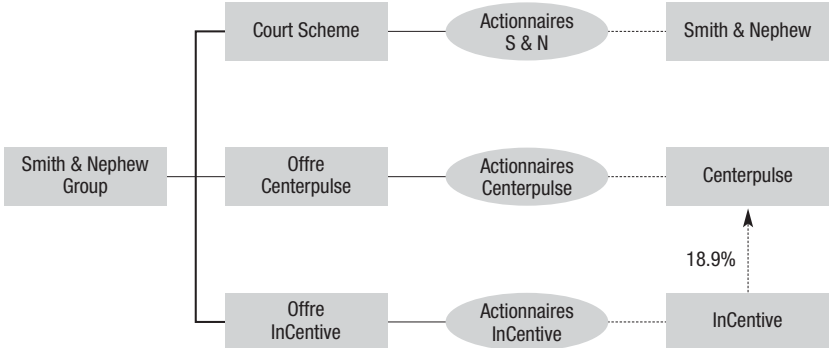 Court Scheme
Actionnaires
S & N
Smith & Nephew
Smith & Nephew
Group
Offre
Centerpulse
Actionnaires
Centerpulse
Centerpulse
18.9%
Offre
InCentive
Actionnaires
InCentive
InCentive